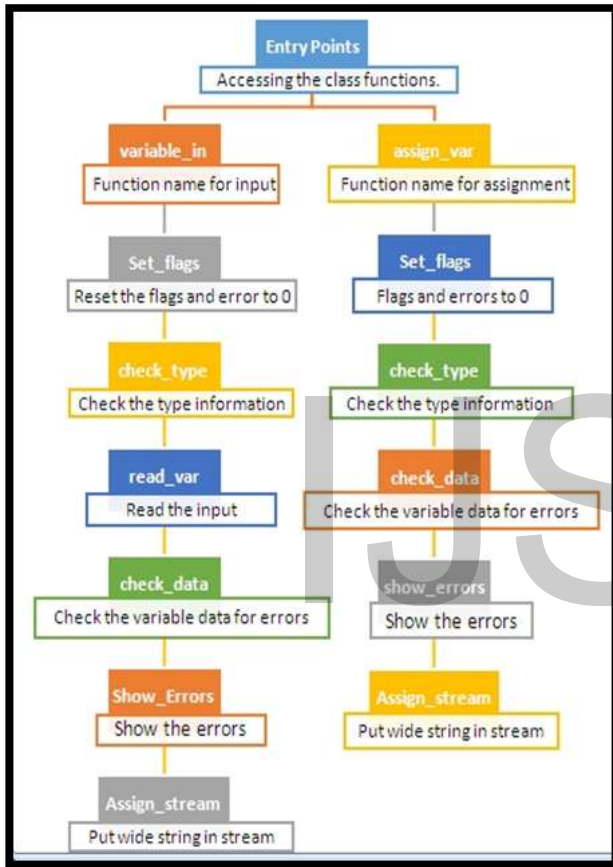 Entry Points
Accessing the class functions.
variable_in
Function name for input
Set_flags
Reset the flags and error to 0
check_type
Check the type information
read_var
Read the input
check_data
Check the variable data for errors
Show_Errors
Show the errors
Assign_stream
Put wide string in stream
assign_var
Function name for assignment
Set_flags
Flags and errors to 0
check_type
Check the type information
check_data
Check the variable data for errors
show_errors
Show the errors
Assign_stream
Put wide string in stream
IJS